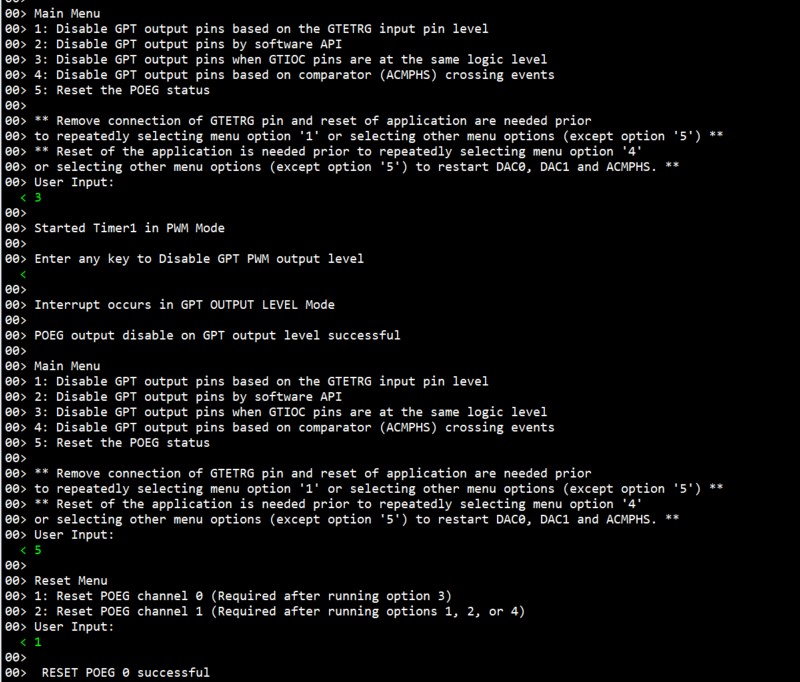 00>
00> Main Menu
00> 1: Disable GPT output pins based on the GTETRG input pin level
00> 2: Disable GPT output pins by software API
00> 3: Disable GPT output pins when GTIOC pins are at the same logic level
00> 4: Disable GPT output pins based on comparator (ACMPHS) crossing events
00> 5: Reset the POEG status
00>
00> ** Remove connection of GTETRG pin and reset of application are needed prior
00> to repeatedly selecting menu option '1' or selecting other menu options (except option '5') **
00> ** Reset of the application is needed prior to repeatedly selecting menu option '4'
00> or selecting other menu options (except option '5') to restart DAC0, DAC1 and ACMPHS. **
00> User Input:
< 3
00>
00> Started Timer1 in PWM Mode
00>
00> Enter any key to Disable GPT PWM output level
<
00>
00> Interrupt occurs in GPT OUTPUT LEVEL Mode
00>
00> POEG output disable on GPT output level successful
00>
00> Main Menu
00> 1: Disable GPT output pins based on the GTETRG input pin level
00> 2: Disable GPT output pins by software API
00> 3: Disable GPT output pins when GTIOC pins are at the same logic level
00> 4: Disable GPT output pins based on comparator (ACMPHS) crossing events
00> 5: Reset the POEG status
00>
00> ** Remove connection of GTETRG pin and reset of application are needed prior
00> to repeatedly selecting menu option '1' or selecting other menu options (except option '5') **
00> ** Reset of the application is needed prior to repeatedly selecting menu option '4'
00> or selecting other menu options (except option '5') to restart DAC0, DAC1 and ACMPHS. **
00> User Input:
< 5
00>
00> Reset Menu
00> 1: Reset POEG channel 0 (Required after running option 3)
00> 2: Reset POEG channel 1 (Required after running options 1, 2, or 4)
00> User Input:
< 1
00>
00>  RESET POEG 0 successful